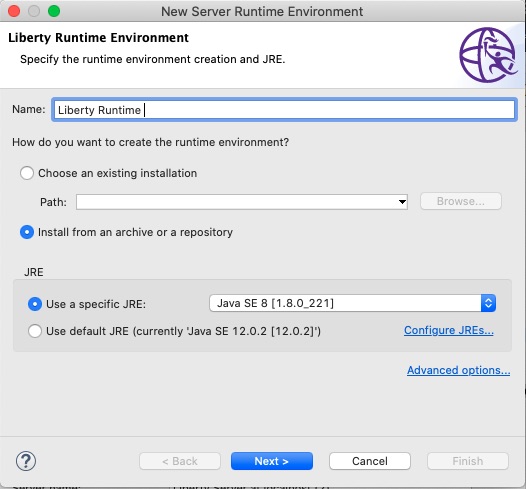 New Server Runtime Environment
Liberty Runtime Environment
Specify the runtime environment creation and JRE.
Name: Liberty Runtime
How do you want to create the runtime environment?
Choose an existing installation
Path: Browse...
Install from an archive or a repository
JRE
Use a specific JRE: Java SE 8 [1.8.0_221]
Use default JRE (currently 'Java SE 12.0.2 [12.0.2]') Configure JREs...
Advanced options...
? < Back Next > Cancel Finish